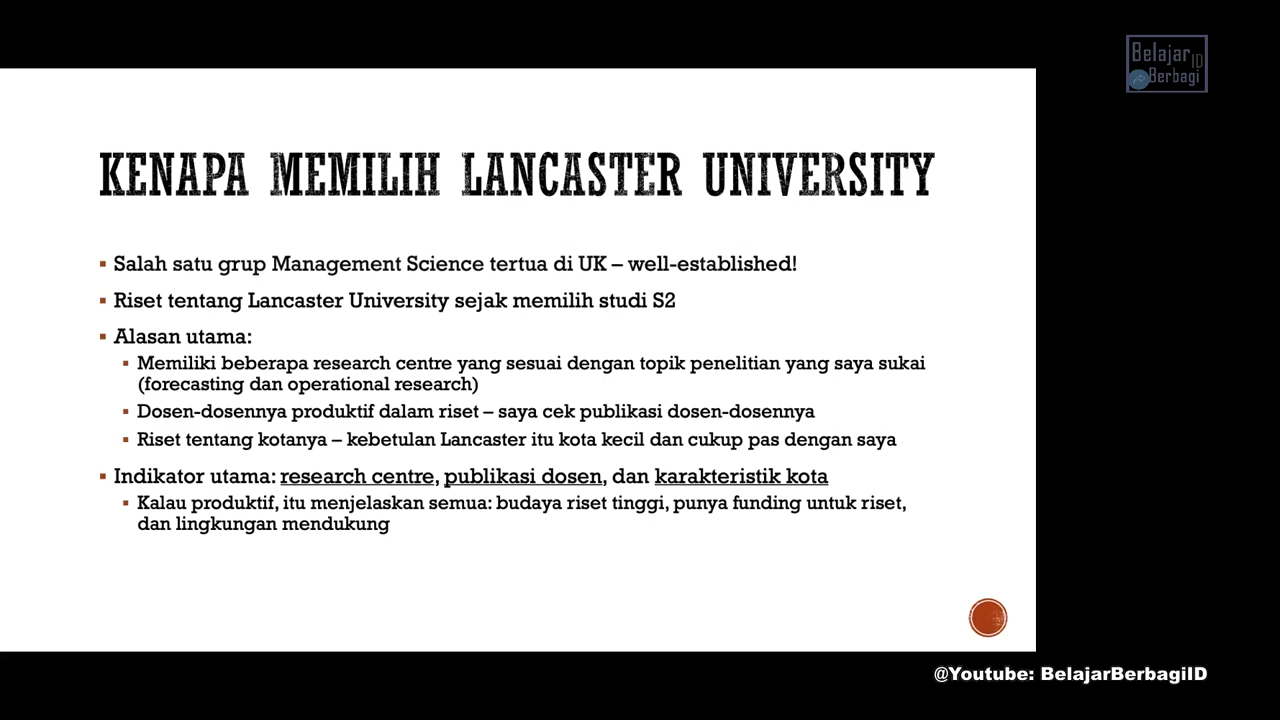 Belajar
ID
Berbagi
KENAPA MEMILIH LANCASTER UNIVERSITY
▪ Salah satu grup Management Science tertua di UK – well-established!
▪ Riset tentang Lancaster University sejak memilih studi S2
▪ Alasan utama:
▪ Memiliki beberapa research centre yang sesuai dengan topik penelitian yang saya sukai
(forecasting dan operational research)
▪ Dosen-dosennya produktif dalam riset – saya cek publikasi dosen-dosennya
▪ Riset tentang kotanya – kebetulan Lancaster itu kota kecil dan cukup pas dengan saya
▪ Indikator utama: research centre, publikasi dosen, dan karakteristik kota
▪ Kalau produktif, itu menjelaskan semua: budaya riset tinggi, punya funding untuk riset,
dan lingkungan mendukung
@Youtube: BelajarBerbagiID